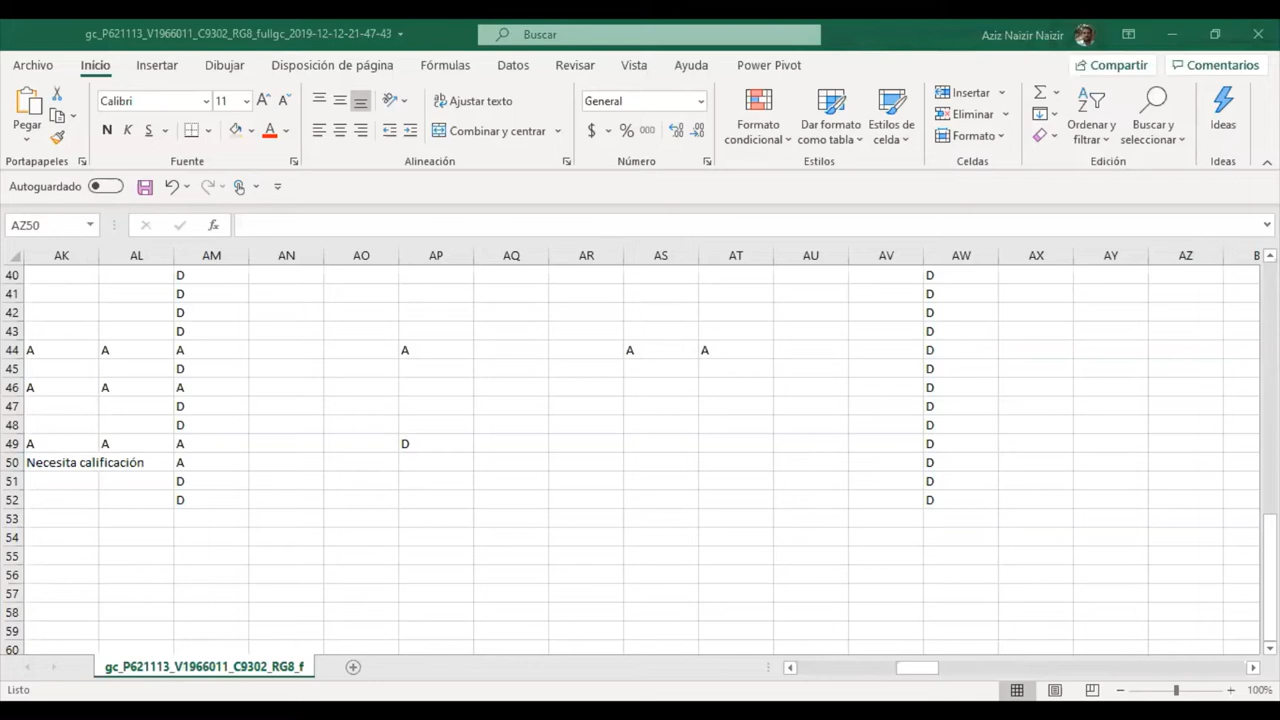 gc_P621113_V1966011_C9302_RG8_fullgc_2019-12-12-21-47-43
Buscar
Aziz Naizir Naizir
Archivo Inicio Insertar Dibujar Disposición de página Fórmulas Datos Revisar Vista Ayuda Power Pivot Compartir Comentarios
Pegar
Calibri 11
N K S
Ajustar texto
Combinar y centrar
General
$ % 000
Formato condicional
Dar formato como tabla
Estilos de celda
Insertar
Eliminar
Formato
Ordenar y filtrar
Buscar y seleccionar
Ideas
Portapapeles Fuente Alineación Número Estilos Celdas Edición Ideas
Autoguardado
AZ50 fx
AK AL AM AN AO AP AQ AR AS AT AU AV AW AX AY AZ B
40 D D
41 D D
42 D D
43 D D
44 A A A A A A D
45 D D
46 A A A D
47 D D
48 D D
49 A A A D D
50 Necesita calificación A D
51 D D
52 D D
53
54
55
56
57
58
59
60
gc_P621113_V1966011_C9302_RG8_f
Listo 100%